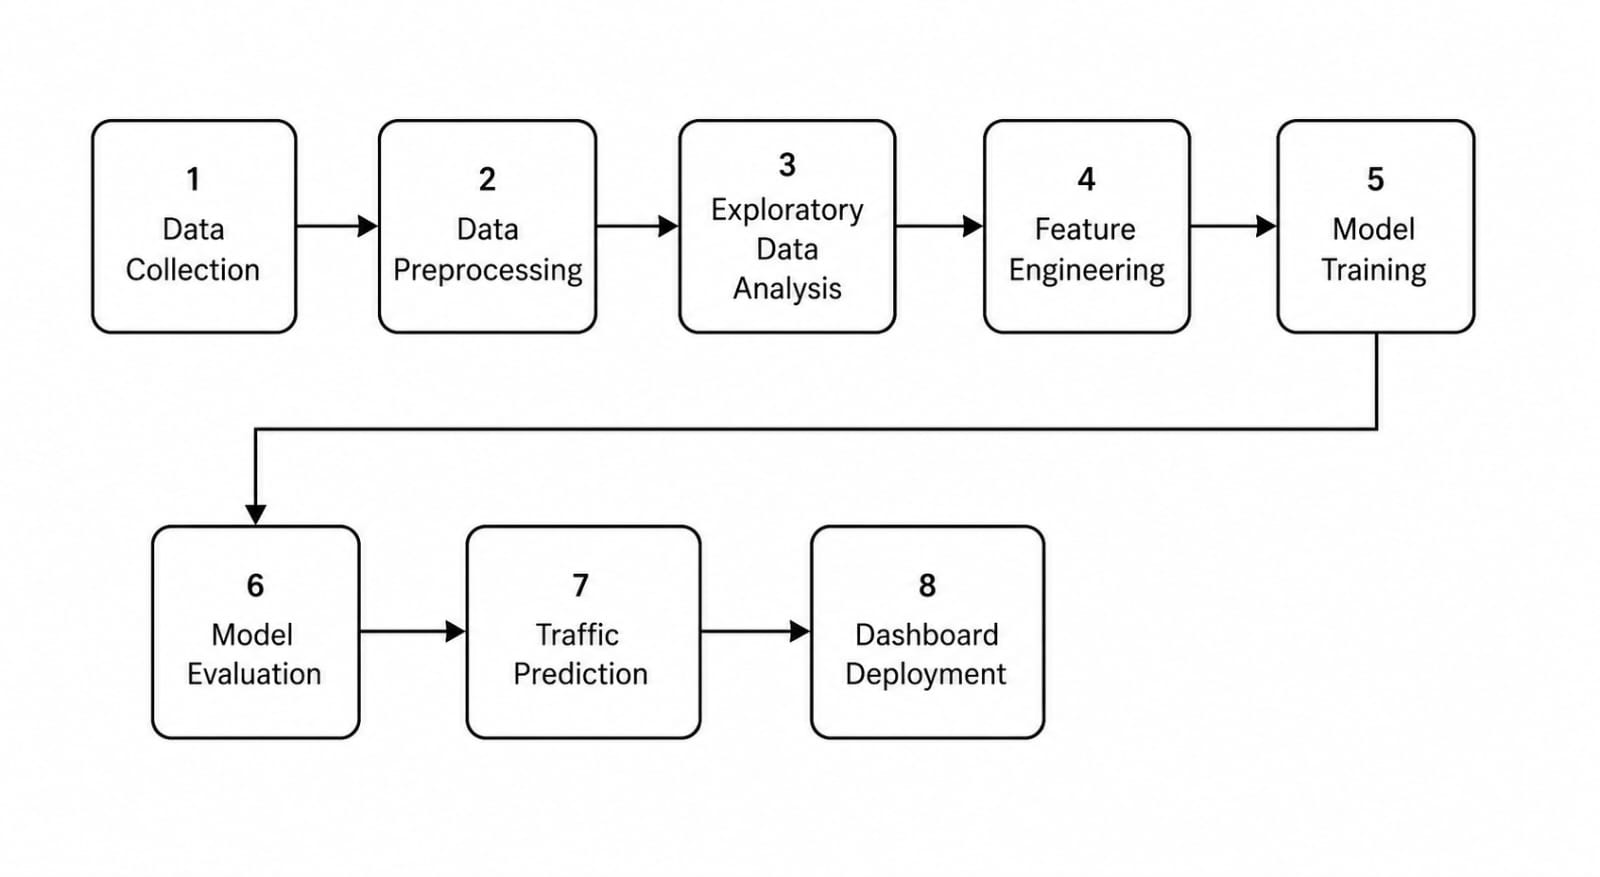 1
Data
Collection
2
Data
Preprocessing
3
Exploratory
Data
Analysis
4
Feature
Engineering
5
Model
Training
6
Model
Evaluation
7
Traffic
Prediction
8
Dashboard
Deployment